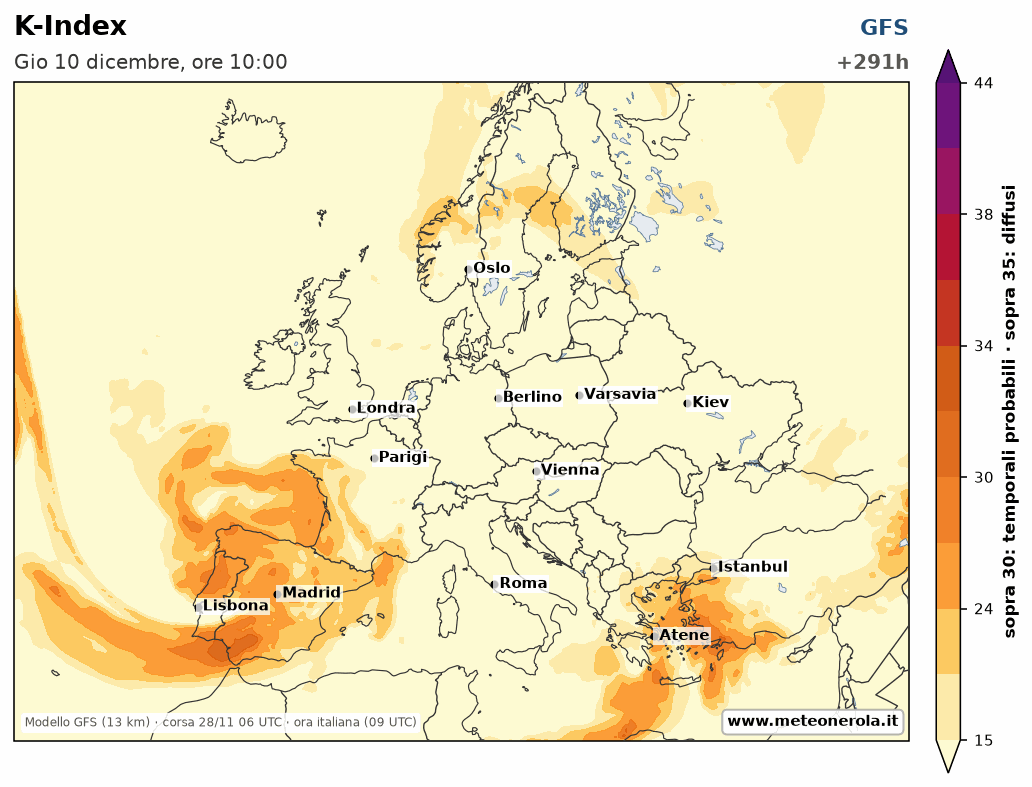 K-Index
GFS
Gio 10 dicembre, ore 10:00
+291h
44
38
34
30
24
15
sopra 30: temporali probabili · sopra 35: diffusi
Oslo
Berlino
Varsavia
Kiev
Londra
Parigi
Vienna
Istanbul
Roma
Madrid
Lisbona
Atene
Modello GFS (13 km) · corsa 28/11 06 UTC · ora italiana (09 UTC)
www.meteonerola.it